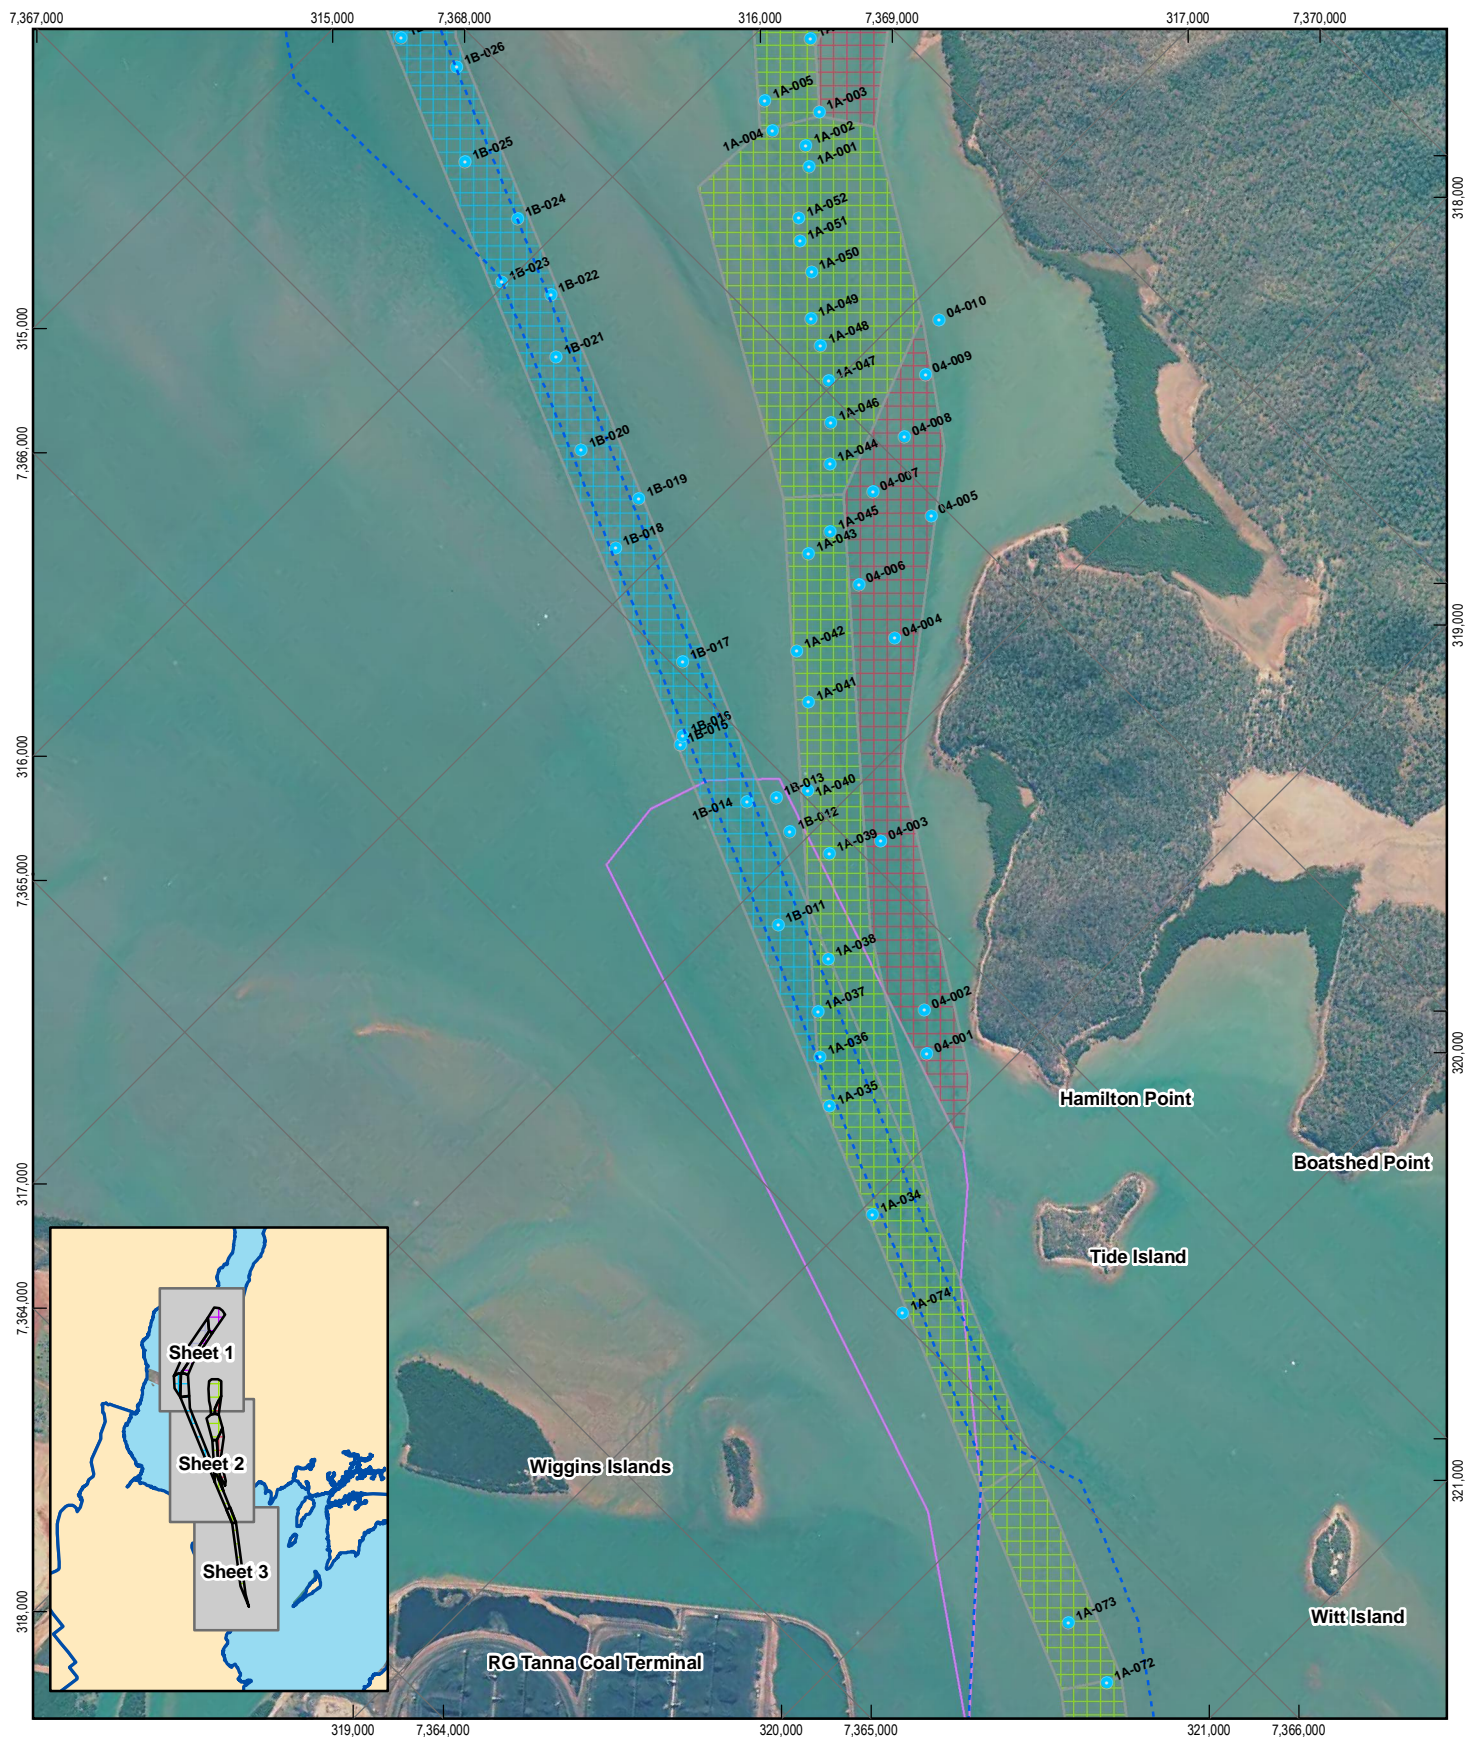 7,367,000
315,000
7,368,000
316,000
7,369,000
317,000
7,370,000
1B-026
1A-005
1A-003
1A-004
1A-002
1A-001
1B-025
318,000
1B-024
1A-052
1A-051
1B-023
1A-050
1B-022
315,000
1A-049
04-010
1B-021
1A-048
1A-047
04-009
1A-046
04-008
7,366,000
1B-020
1A-044
04-007
1B-019
1A-045
04-005
1B-018
1A-043
04-006
319,000
1A-042
04-004
1B-017
1A-041
1B-016
1B-015
316,000
1B-014
1B-013
1A-040
1B-012
1A-039
04-003
7,365,000
1B-011
1A-038
1A-037
04-002
1A-036
04-001
320,000
1A-035
Hamilton Point
Boatshed Point
317,000
1A-034
Tide Island
7,364,000
1A-074
Sheet 1
Sheet 2
Sheet 3
Wiggins Islands
321,000
1A-073
Witt Island
318,000
RG Tanna Coal Terminal
1A-072
319,000
7,364,000
320,000
7,365,000
321,000
7,366,000